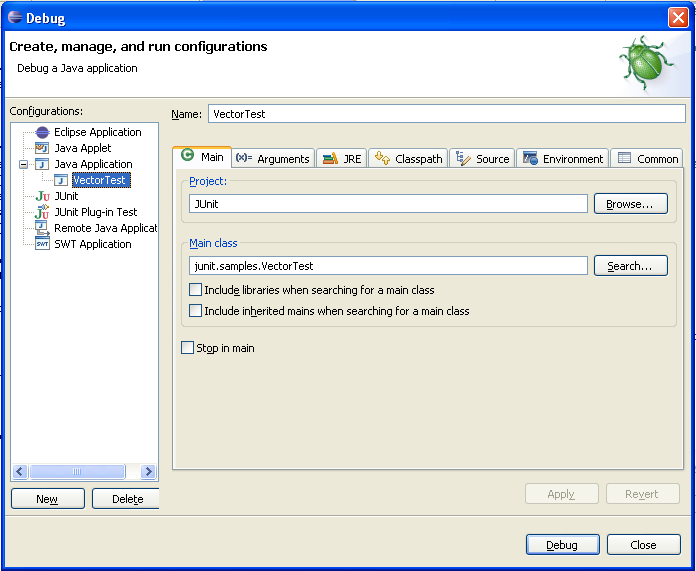 Debug
Create, manage, and run configurations
Debug a Java application
Configurations:
Eclipse Application
Java Applet
Java Application
VectorTest
JUnit
JUnit Plug-in Test
Remote Java Applicat
SWT Application
New
Delete
Name: VectorTest
Main Arguments JRE Classpath Source Environment Common
Project:
JUnit Browse...
Main class
junit.samples.VectorTest Search...
Include libraries when searching for a main class
Include inherited mains when searching for a main class
Stop in main
Apply Revert
Debug Close